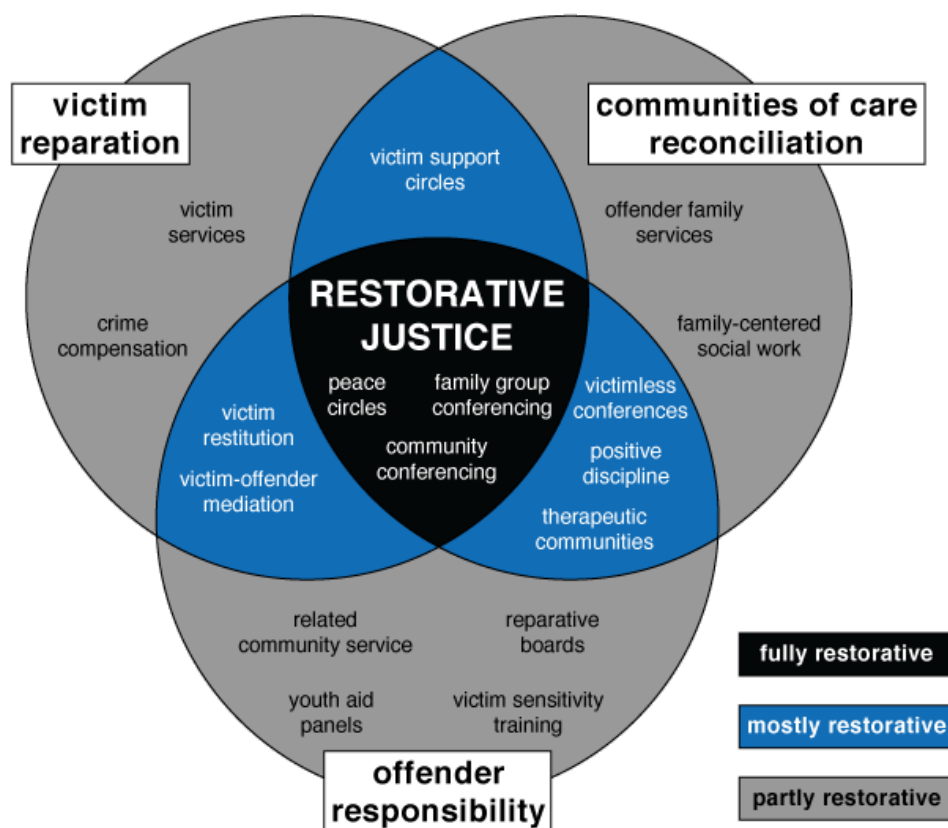 victim
reparation
communities of care
reconciliation
victim support
circles
victim
services
offender family
services
crime
compensation
family-centered
social work
RESTORATIVE
JUSTICE
peace
circles
family group
conferencing
community
conferencing
victim
restitution
victim-offender
mediation
victimless
conferences
positive
discipline
therapeutic
communities
related
community service
reparative
boards
youth aid
panels
victim sensitivity
training
offender
responsibility
fully restorative
mostly restorative
partly restorative